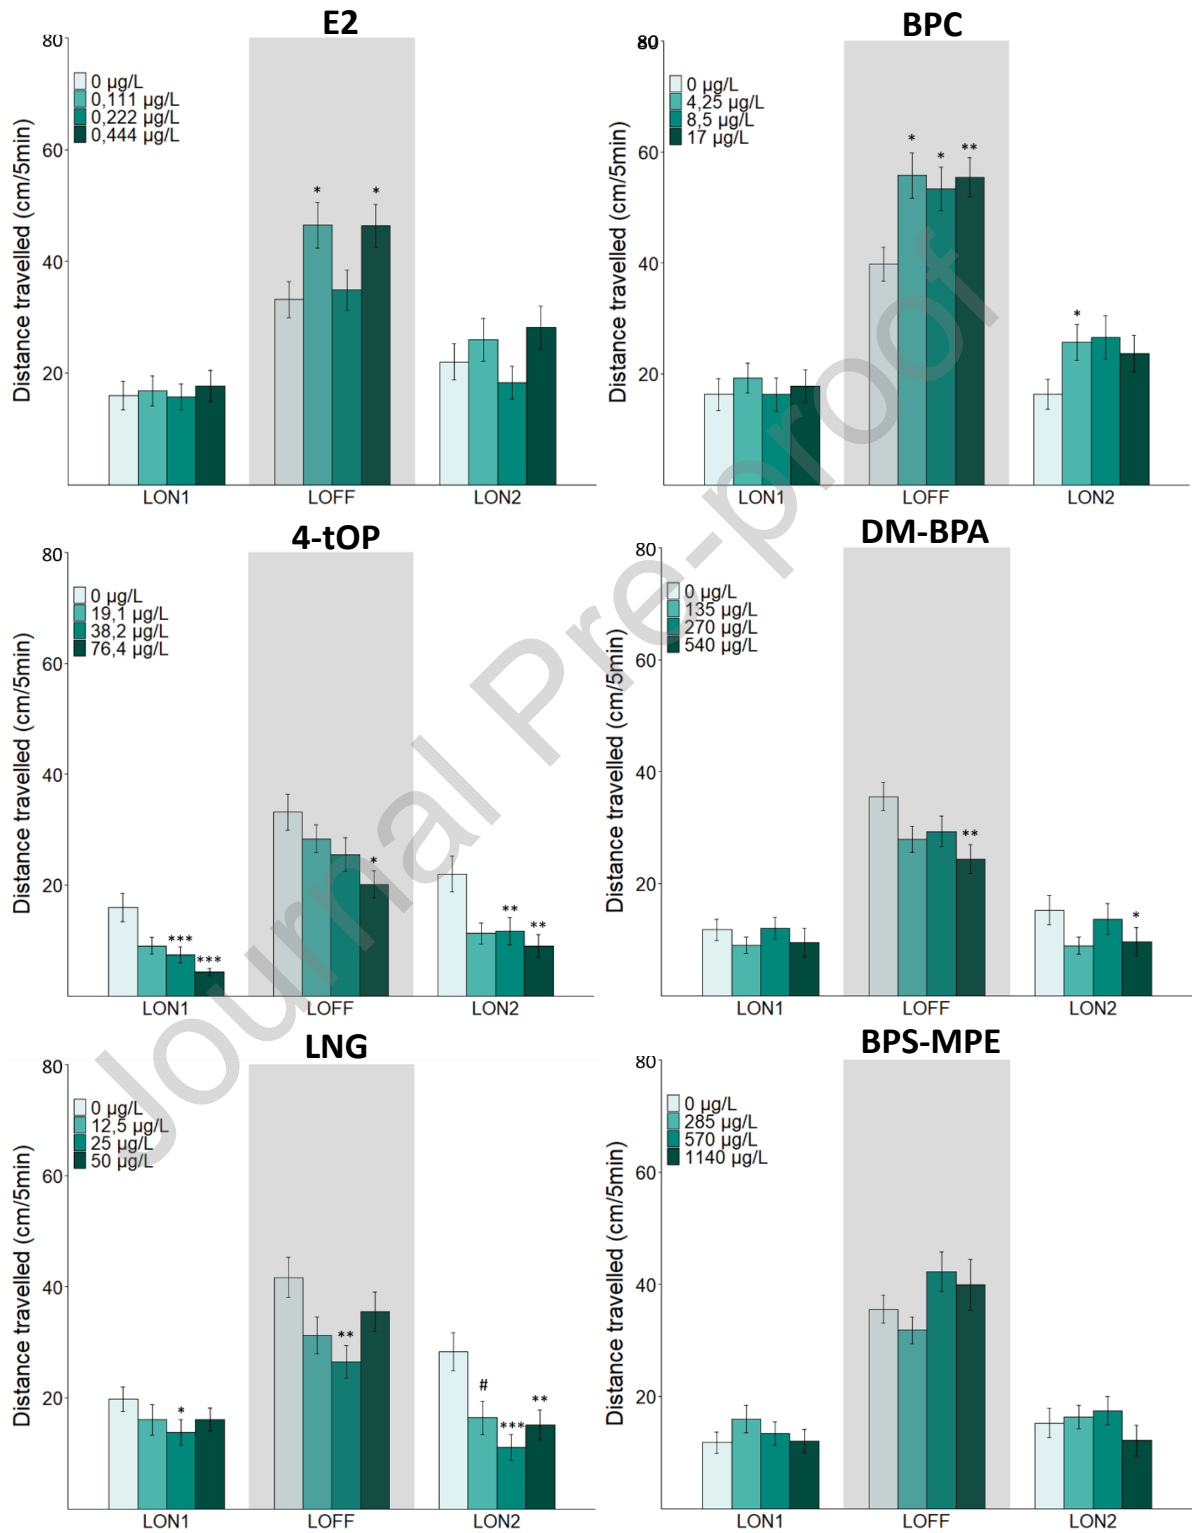 E2
80
60
40
20
Distance travelled (cm/5min)
0 µg/L
0,111 µg/L
0,222 µg/L
0,444 µg/L
*
*
LON1
LOFF
LON2
BPC
80
60
40
20
Distance travelled (cm/5min)
0 µg/L
4,25 µg/L
8,5 µg/L
17 µg/L
*
*
**
*
LON1
LOFF
LON2
4-tOP
80
60
40
20
Distance travelled (cm/5min)
0 µg/L
19,1 µg/L
38,2 µg/L
76,4 µg/L
***
***
*
**
**
LON1
LOFF
LON2
DM-BPA
80
60
40
20
Distance travelled (cm/5min)
0 µg/L
135 µg/L
270 µg/L
540 µg/L
**
*
LON1
LOFF
LON2
LNG
80
60
40
20
Distance travelled (cm/5min)
0 µg/L
12,5 µg/L
25 µg/L
50 µg/L
*
**
#
***
**
LON1
LOFF
LON2
BPS-MPE
80
60
40
20
Distance travelled (cm/5min)
0 µg/L
285 µg/L
570 µg/L
1140 µg/L
LON1
LOFF
LON2
Journal Pre-proof